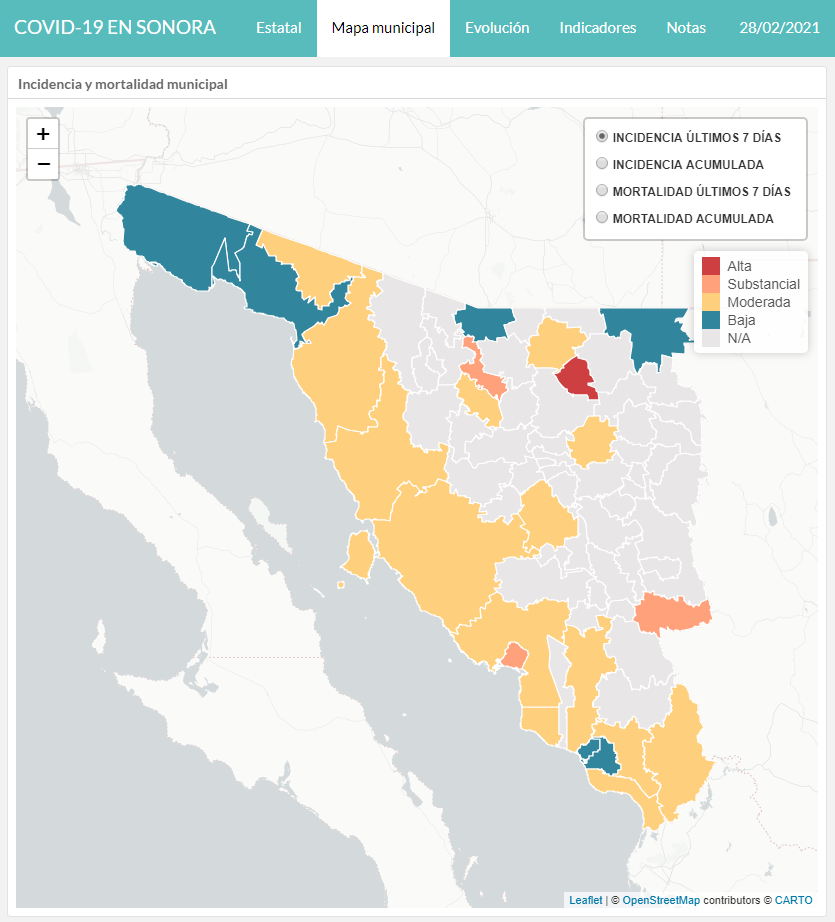 COVID-19 EN SONORA Estatal Mapa municipal Evolución Indicadores Notas 28/02/2021
Incidencia y mortalidad municipal
+
−
INCIDENCIA ÚLTIMOS 7 DÍAS
INCIDENCIA ACUMULADA
MORTALIDAD ÚLTIMOS 7 DÍAS
MORTALIDAD ACUMULADA
Alta
Substancial
Moderada
Baja
N/A
Leaflet | © OpenStreetMap contributors © CARTO